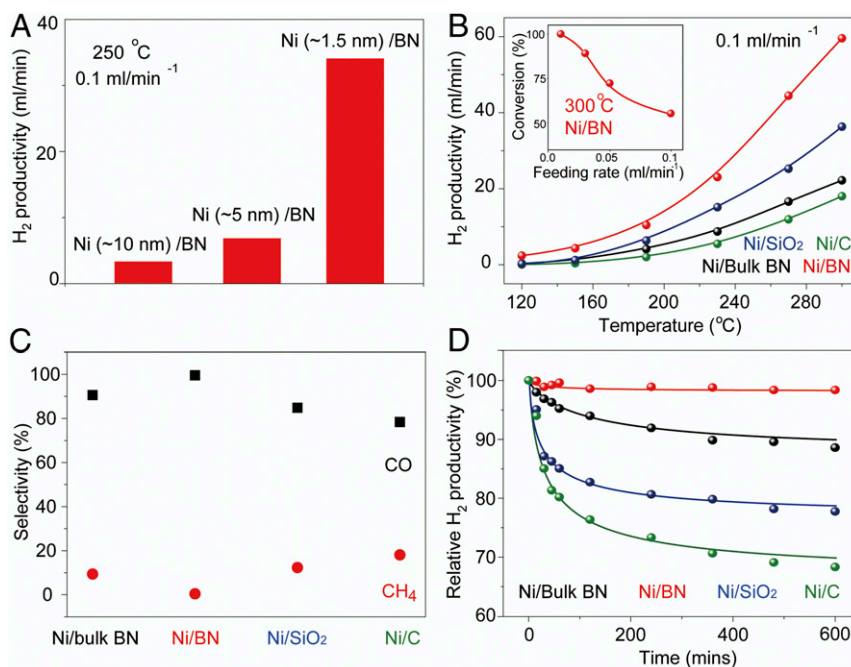 A
H2 productivity (ml/min)
40
20
0
250 °C
0.1 ml/min -1
Ni (~10 nm) /BN
Ni (~5 nm) /BN
Ni (~1.5 nm) /BN
B
H2 productivity (ml/min)
60
40
20
0
120 160 200 240 280
Temperature (°C)
0.1 ml/min -1
Conversion (%)
100
75
50
0.0 0.05 0.1
Feeding rate (ml/min-1)
300°C
Ni/BN
Ni/SiO2 Ni/C
Ni/Bulk BN Ni/BN
C
Selectivity (%)
100
80
60
40
20
0
CO
CH4
Ni/bulk BN Ni/BN Ni/SiO2 Ni/C
D
Relative H2 productivity (%)
100
90
80
70
60
Ni/Bulk BN Ni/BN Ni/SiO2 Ni/C
0 200 400 600
Time (mins)